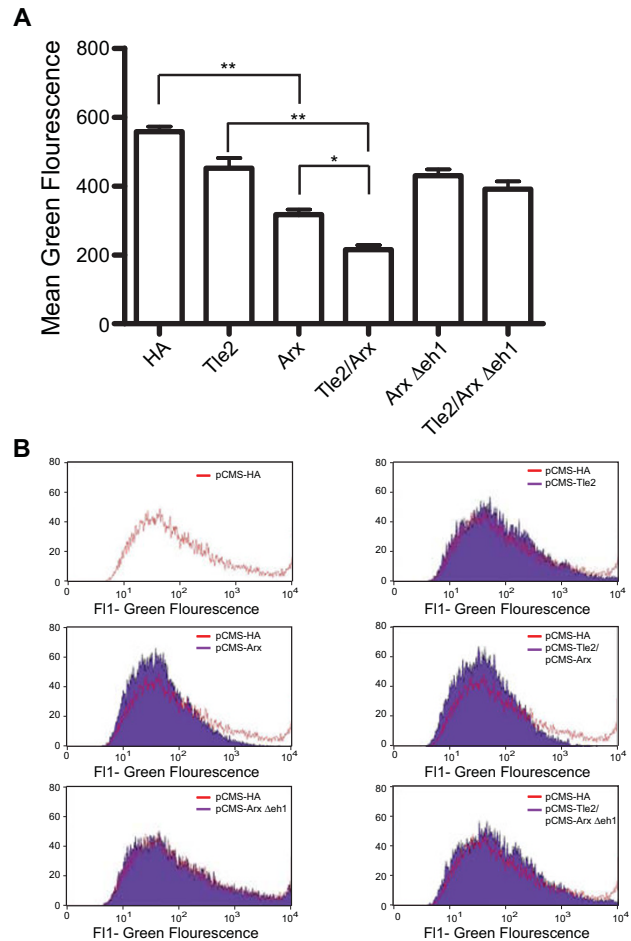 A
Mean Green Flourescence
800
600
400
200
0
**
**
*
HA
Tle2
Arx
Tle2/Arx
Arx Δeh1
Tle2/Arx Δeh1
B
80
60
40
20
0
pCMS-HA
0 10¹ 10² 10³ 10⁴
Fl1- Green Flourescence
80
60
40
20
0
pCMS-HA
pCMS-Tle2
0 10¹ 10² 10³ 10⁴
Fl1- Green Flourescence
80
60
40
20
0
pCMS-HA
pCMS-Arx
0 10¹ 10² 10³ 10⁴
Fl1- Green Flourescence
80
60
40
20
0
pCMS-HA
pCMS-Tle2/
pCMS-Arx
0 10¹ 10² 10³ 10⁴
Fl1- Green Flourescence
80
60
40
20
0
pCMS-HA
pCMS-Arx Δeh1
0 10¹ 10² 10³ 10⁴
Fl1- Green Flourescence
80
60
40
20
0
pCMS-HA
pCMS-Tle2/
pCMS-Arx Δeh1
0 10¹ 10² 10³ 10⁴
Fl1- Green Flourescence